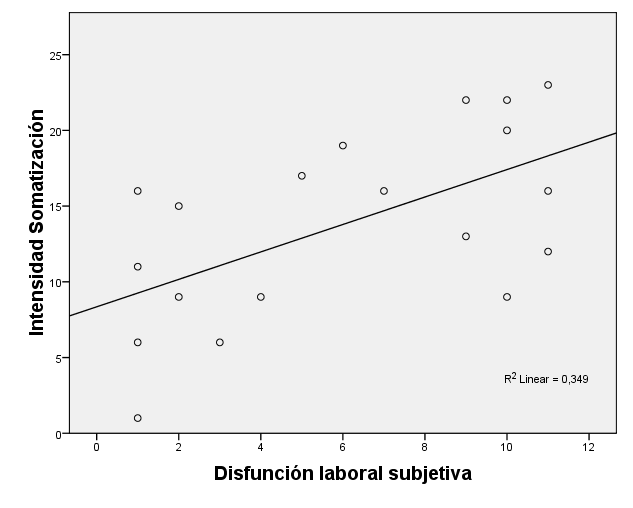 Intensidad Somatización
25
20
15
10
5
0
R² Linear = 0,349
0 2 4 6 8 10 12
Disfunción laboral subjetiva